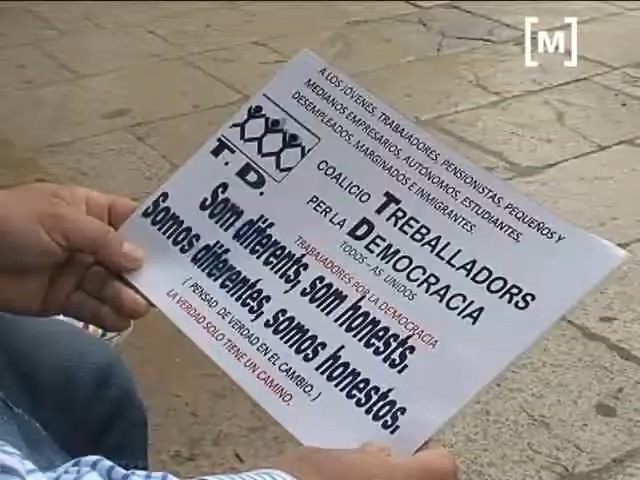 [M]
A LOS JÓVENES, TRABAJADORES, PENSIONISTAS, PEQUEÑOS Y
MEDIANOS EMPRESARIOS, AUTÓNOMOS, ESTUDIANTES,
DESEMPLEADOS, MARGINADOS E INMIGRANTES.
T.D.
COALICIO TREBALLADORS
PER LA DEMOCRACIA
TODOS-AS UNIDOS
TRABAJADORES POR LA DEMOCRACIA
Som diferents, som honests.
Somos diferentes, somos honestos.
( PENSAD DE VERDAD EN EL CAMBIO. )
LA VERDAD SOLO TIENE UN CAMINO.